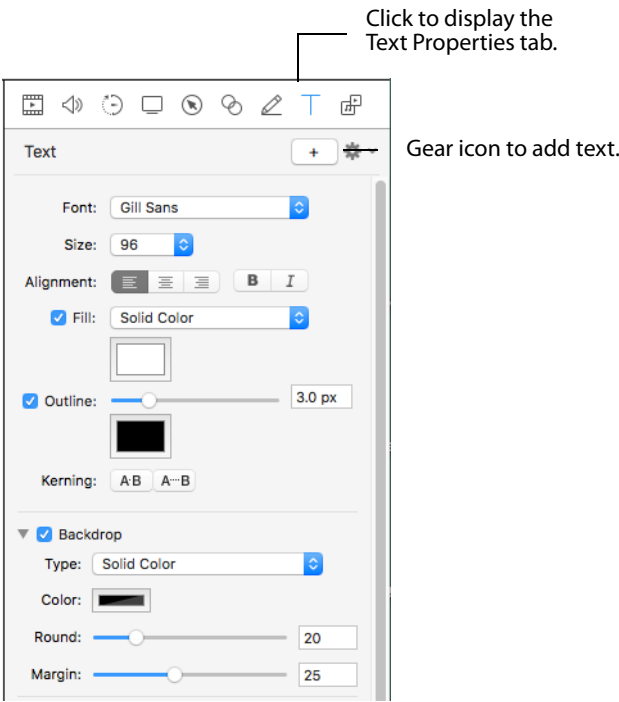 Click to display the
Text Properties tab.
Text
+
Gear icon to add text.
Font: Gill Sans
Size: 96
Alignment: B I
Fill: Solid Color
Outline: 3.0 px
Kerning: A·B A····B
Backdrop
Type: Solid Color
Color:
Round: 20
Margin: 25